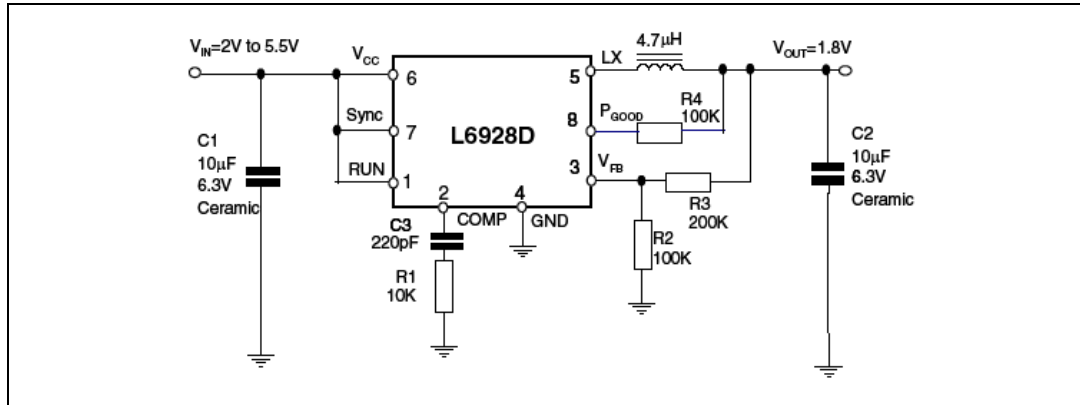 V_IN=2V to 5.5V
V_CC
6
Sync
7
RUN
1
L6928D
2
COMP
4
GND
5
LX
4.7μH
V_OUT=1.8V
8
P_GOOD
R4
100K
3
V_FB
R3
200K
R2
100K
C1
10μF
6.3V
Ceramic
C3
220pF
R1
10K
C2
10μF
6.3V
Ceramic